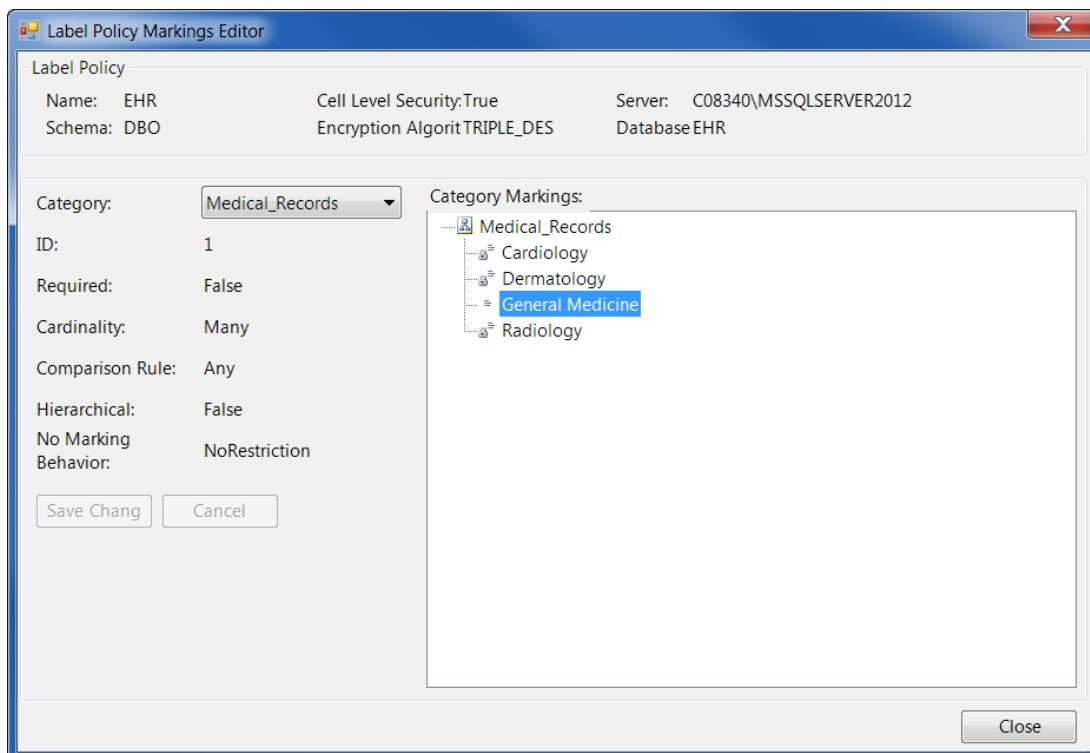 Label Policy Markings Editor
Label Policy
Name: EHR Cell Level Security:True Server: C08340\MSSQLSERVER2012
Schema: DBO Encryption Algorit TRIPLE_DES Database EHR
Category: Medical_Records
ID: 1
Required: False
Cardinality: Many
Comparison Rule: Any
Hierarchical: False
No Marking
Behavior: NoRestriction
Save Chang Cancel
Category Markings:
Medical_Records
Cardiology
Dermatology
General Medicine
Radiology
Close